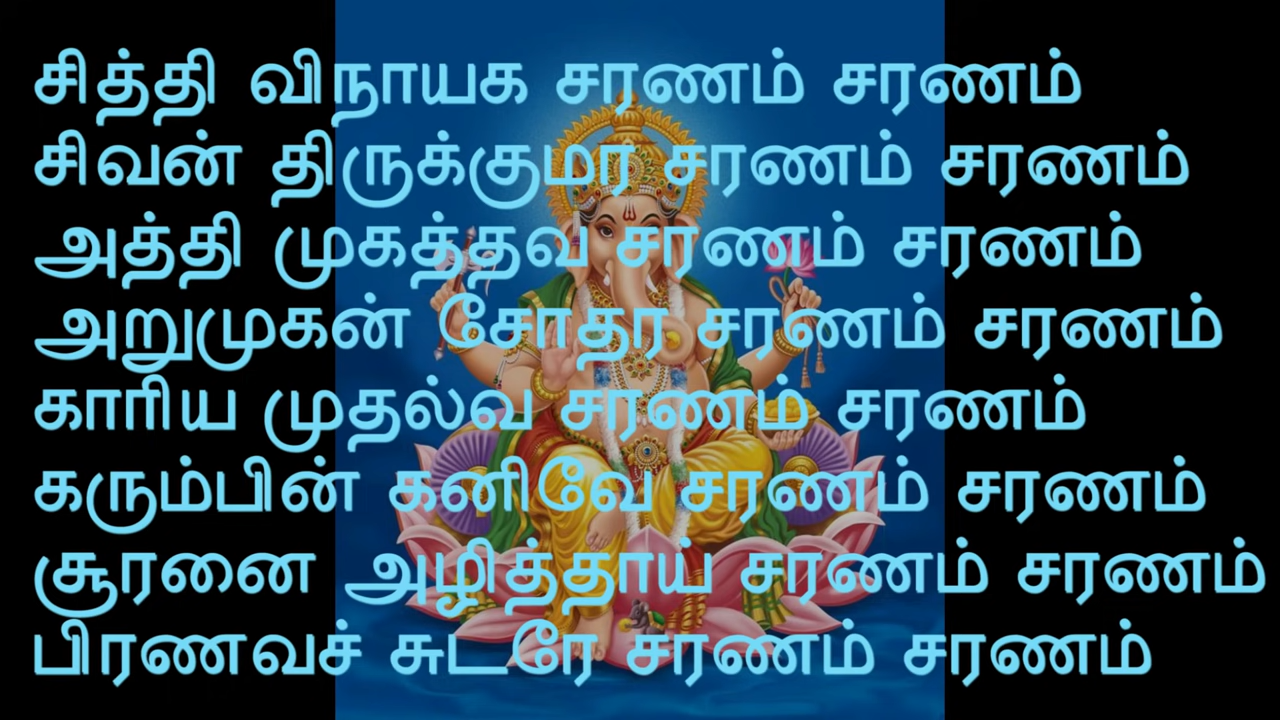 சித்தி விநாயக சரணம் சரணம்
சிவன் திருக்குமர சரணம் சரணம்
அத்தி முகத்தவ சரணம் சரணம்
அறுமுகன் சோதர சரணம் சரணம்
காரிய முதல்வ சரணம் சரணம்
கரும்பின் கனிவே சரணம் சரணம்
சூரனை அழித்தாய் சரணம் சரணம்
பிரணவச் சுடரே சரணம் சரணம்